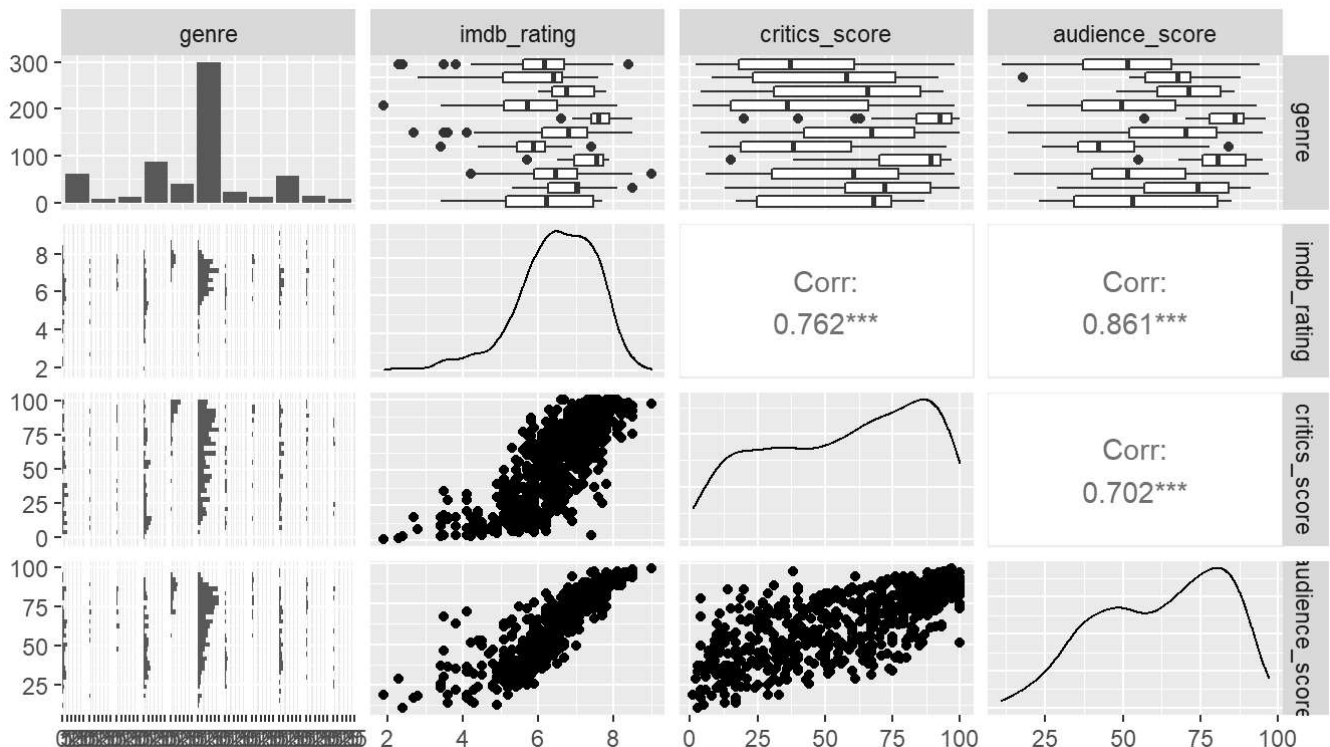 genre
imdb_rating
critics_score
audience_score
300
200
100
0
genre
8
6
4
2
Corr:
0.762***
Corr:
0.861***
imdb_rating
100
75
50
25
0
Corr:
0.702***
critics_score
100
75
50
25
audience_score
2 4 6 8
0 25 50 75 100
25 50 75 100